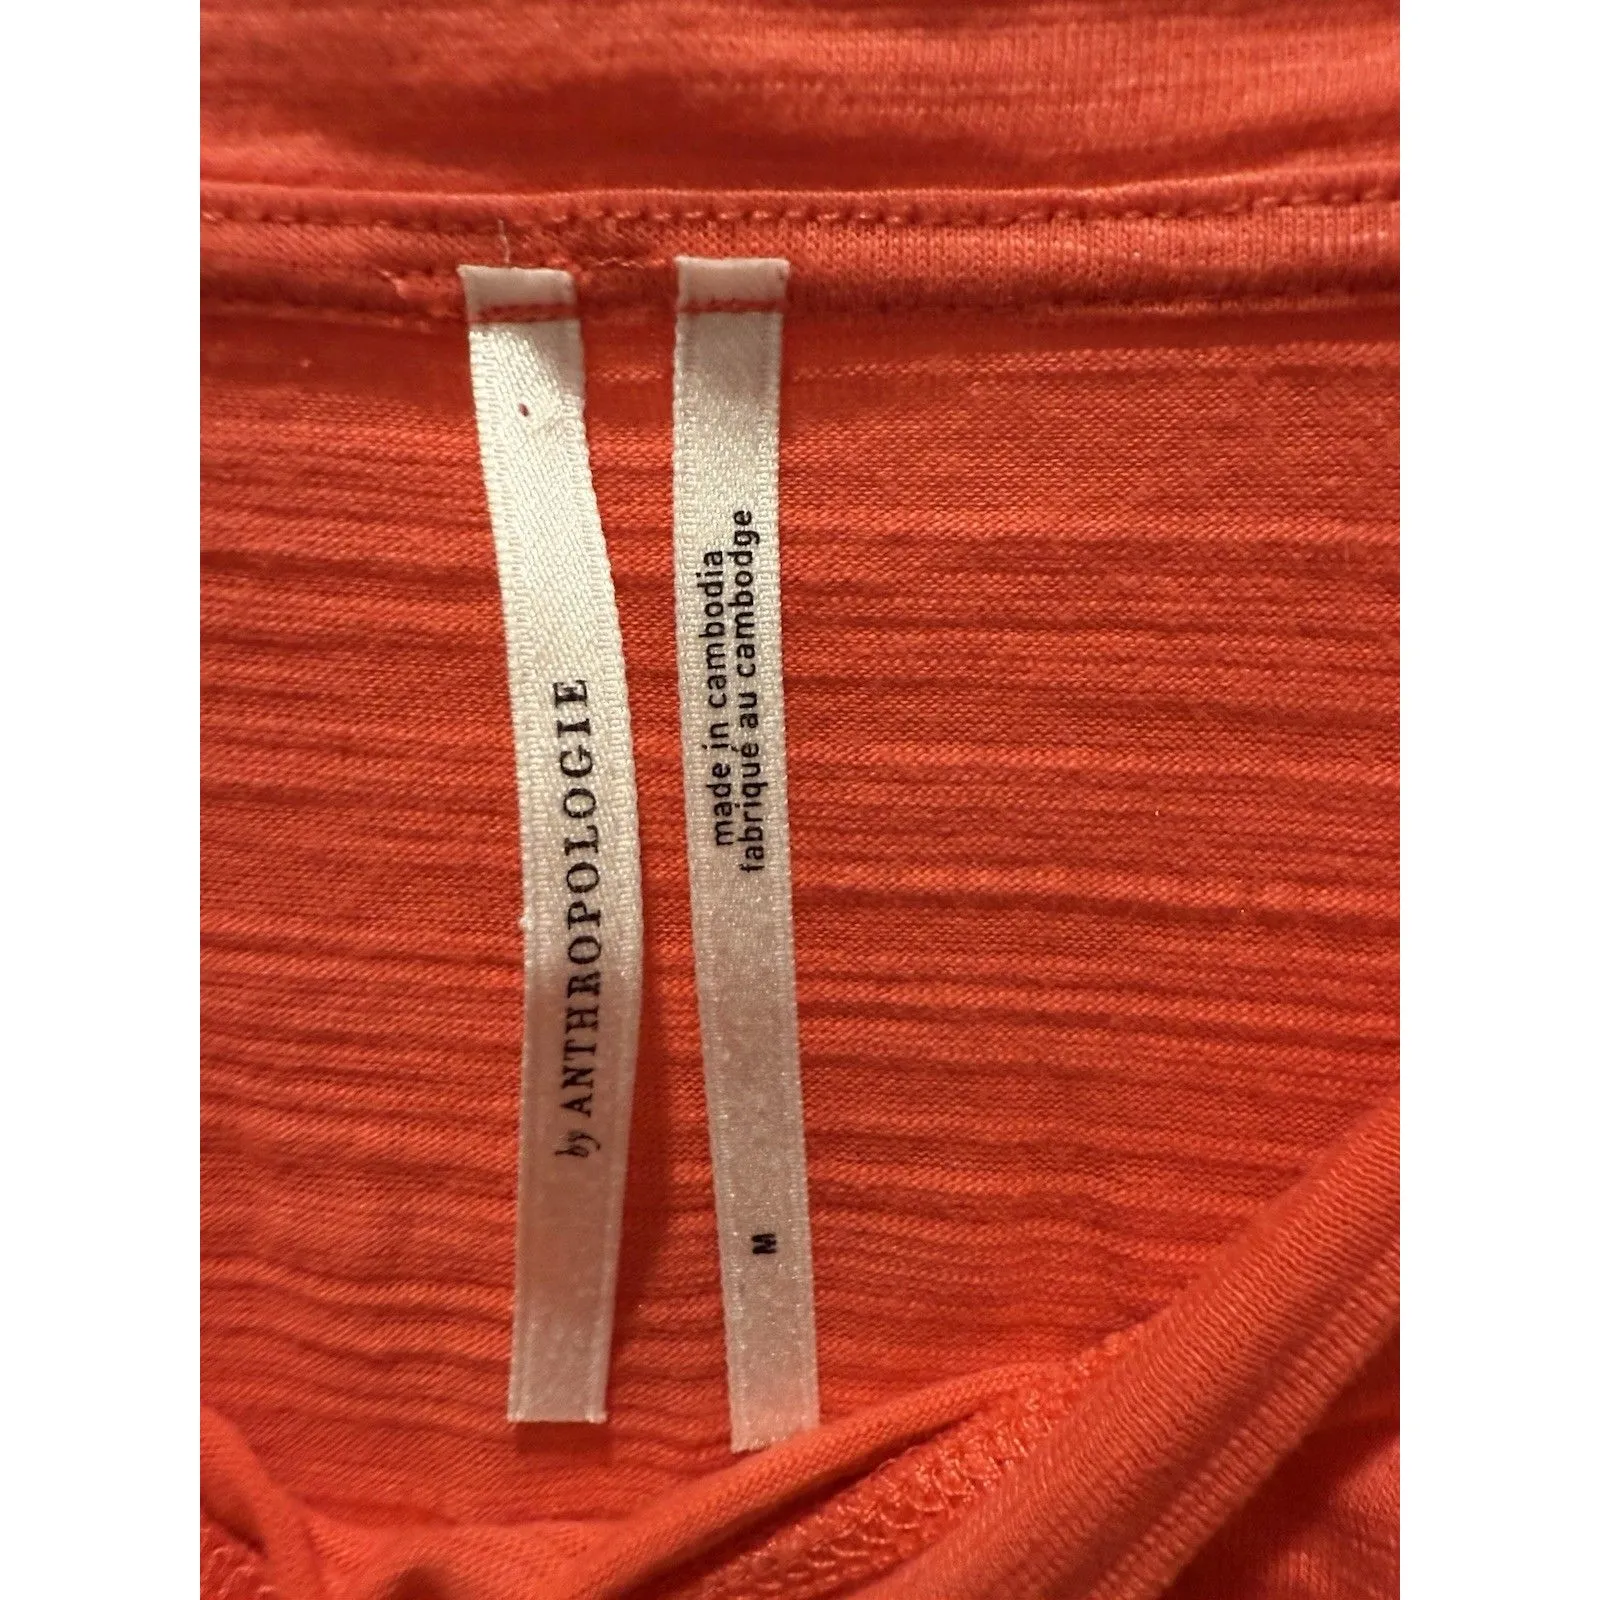 by ANTHROPOLOGIE
made in cambodia
fabriqué au cambodge
M